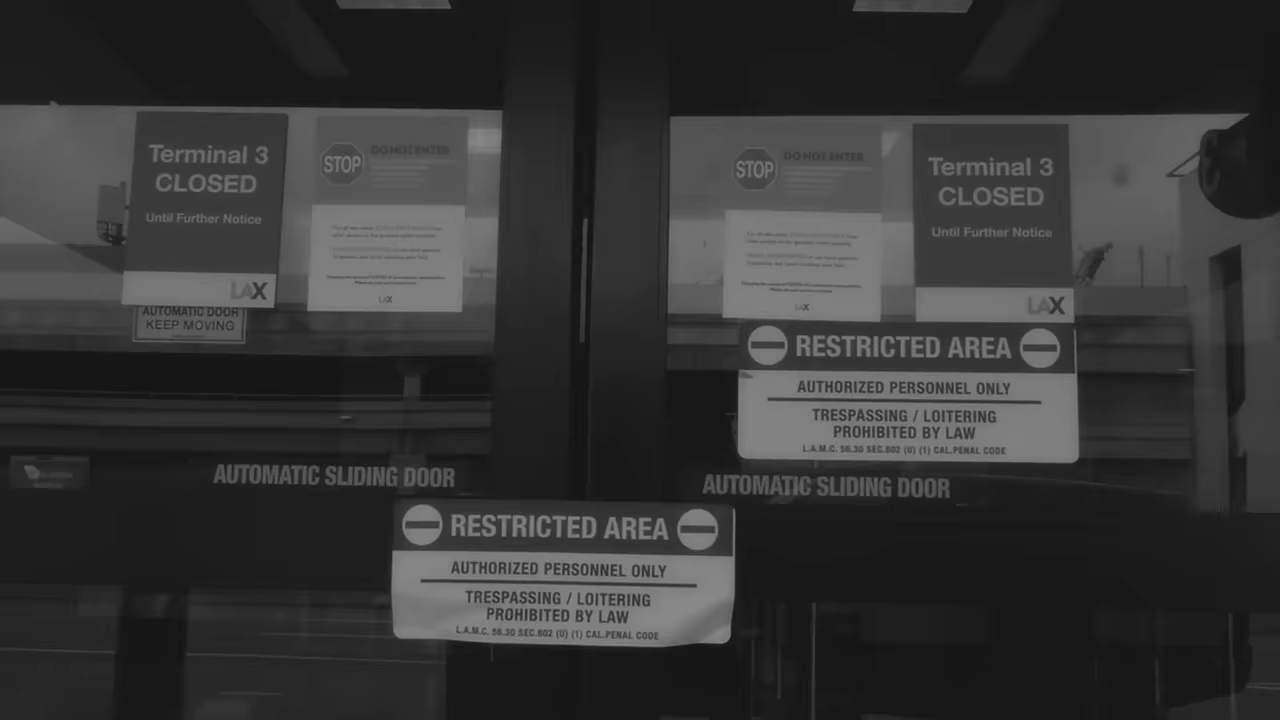 Terminal 3
CLOSED
Until Further Notice
LAX
AUTOMATIC DOOR
KEEP MOVING
STOP
DO NOT ENTER
LAX
STOP
DO NOT ENTER
LAX
Terminal 3
CLOSED
Until Further Notice
LAX
RESTRICTED AREA
AUTHORIZED PERSONNEL ONLY
TRESPASSING / LOITERING
PROHIBITED BY LAW
L.A.M.C. 56.30 SEC.602 (U) (1) CAL.PENAL CODE
AUTOMATIC SLIDING DOOR
AUTOMATIC SLIDING DOOR
RESTRICTED AREA
AUTHORIZED PERSONNEL ONLY
TRESPASSING / LOITERING
PROHIBITED BY LAW
L.A.M.C. 56.30 SEC.602 (U) (1) CAL.PENAL CODE